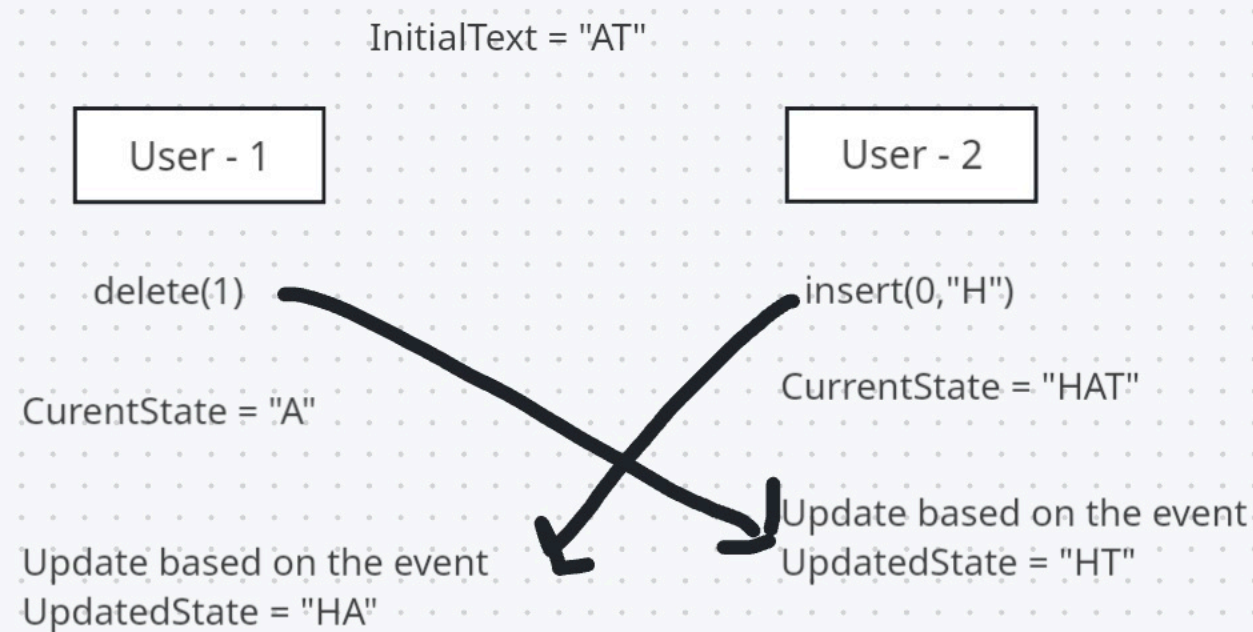 InitialText = "AT"
User - 1
User - 2
delete(1)
insert(0,"H")
CurentState = "A"
CurrentState = "HAT"
Update based on the event
UpdatedState = "HA"
Update based on the event
UpdatedState = "HT"